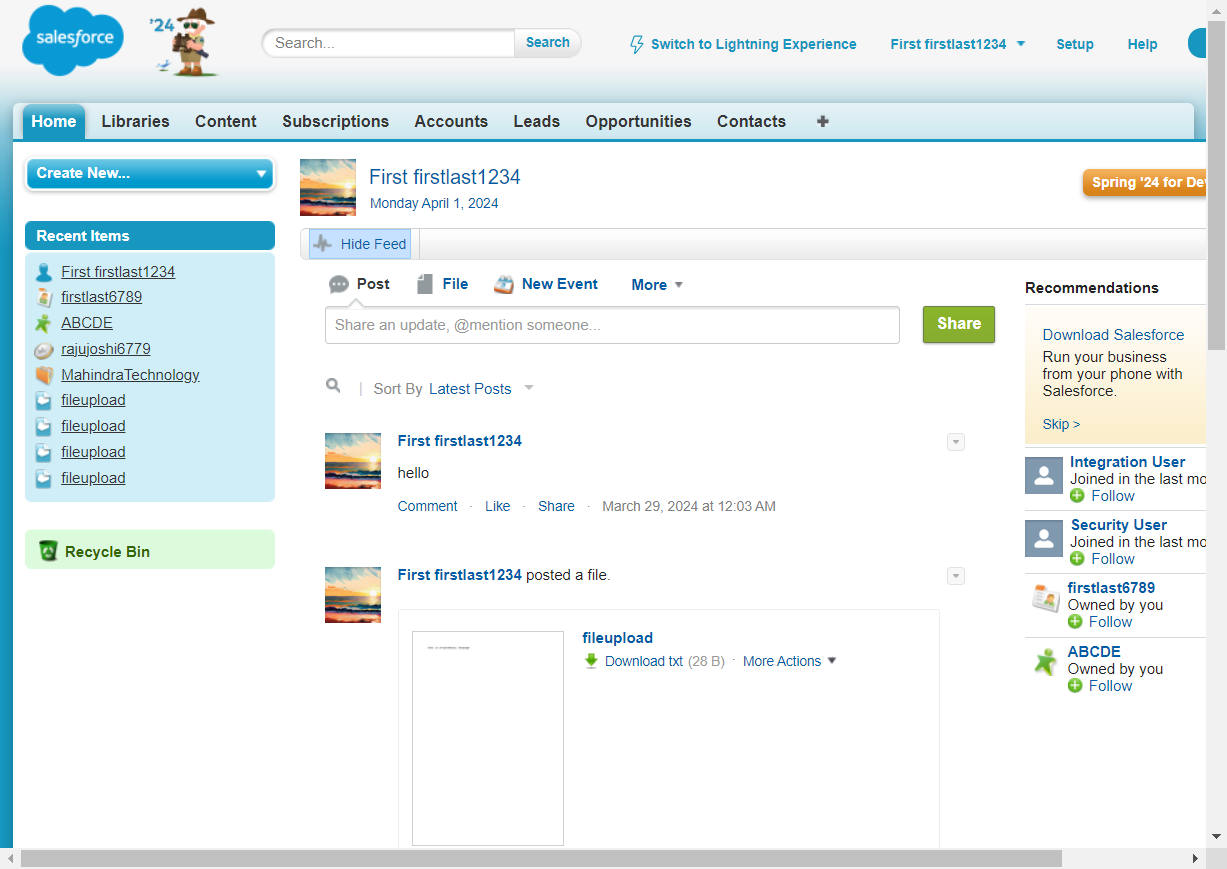 salesforce
'24
Search...
Search
Switch to Lightning Experience
First firstlast1234
Setup
Help
Home
Libraries
Content
Subscriptions
Accounts
Leads
Opportunities
Contacts
Create New...
Recent Items
First firstlast1234
firstlast6789
ABCDE
rajujoshi6779
MahindraTechnology
fileupload
fileupload
fileupload
fileupload
Recycle Bin
First firstlast1234
Monday April 1, 2024
Spring '24 for De
Hide Feed
Post
File
New Event
More
Share an update, @mention someone...
Share
| Sort By Latest Posts
First firstlast1234
hello
Comment · Like · Share · March 29, 2024 at 12:03 AM
First firstlast1234 posted a file.
fileupload
Download txt (28 B) · More Actions
Recommendations
Download Salesforce
Run your business
from your phone with
Salesforce.
Skip >
Integration User
Joined in the last mo
Follow
Security User
Joined in the last mo
Follow
firstlast6789
Owned by you
Follow
ABCDE
Owned by you
Follow